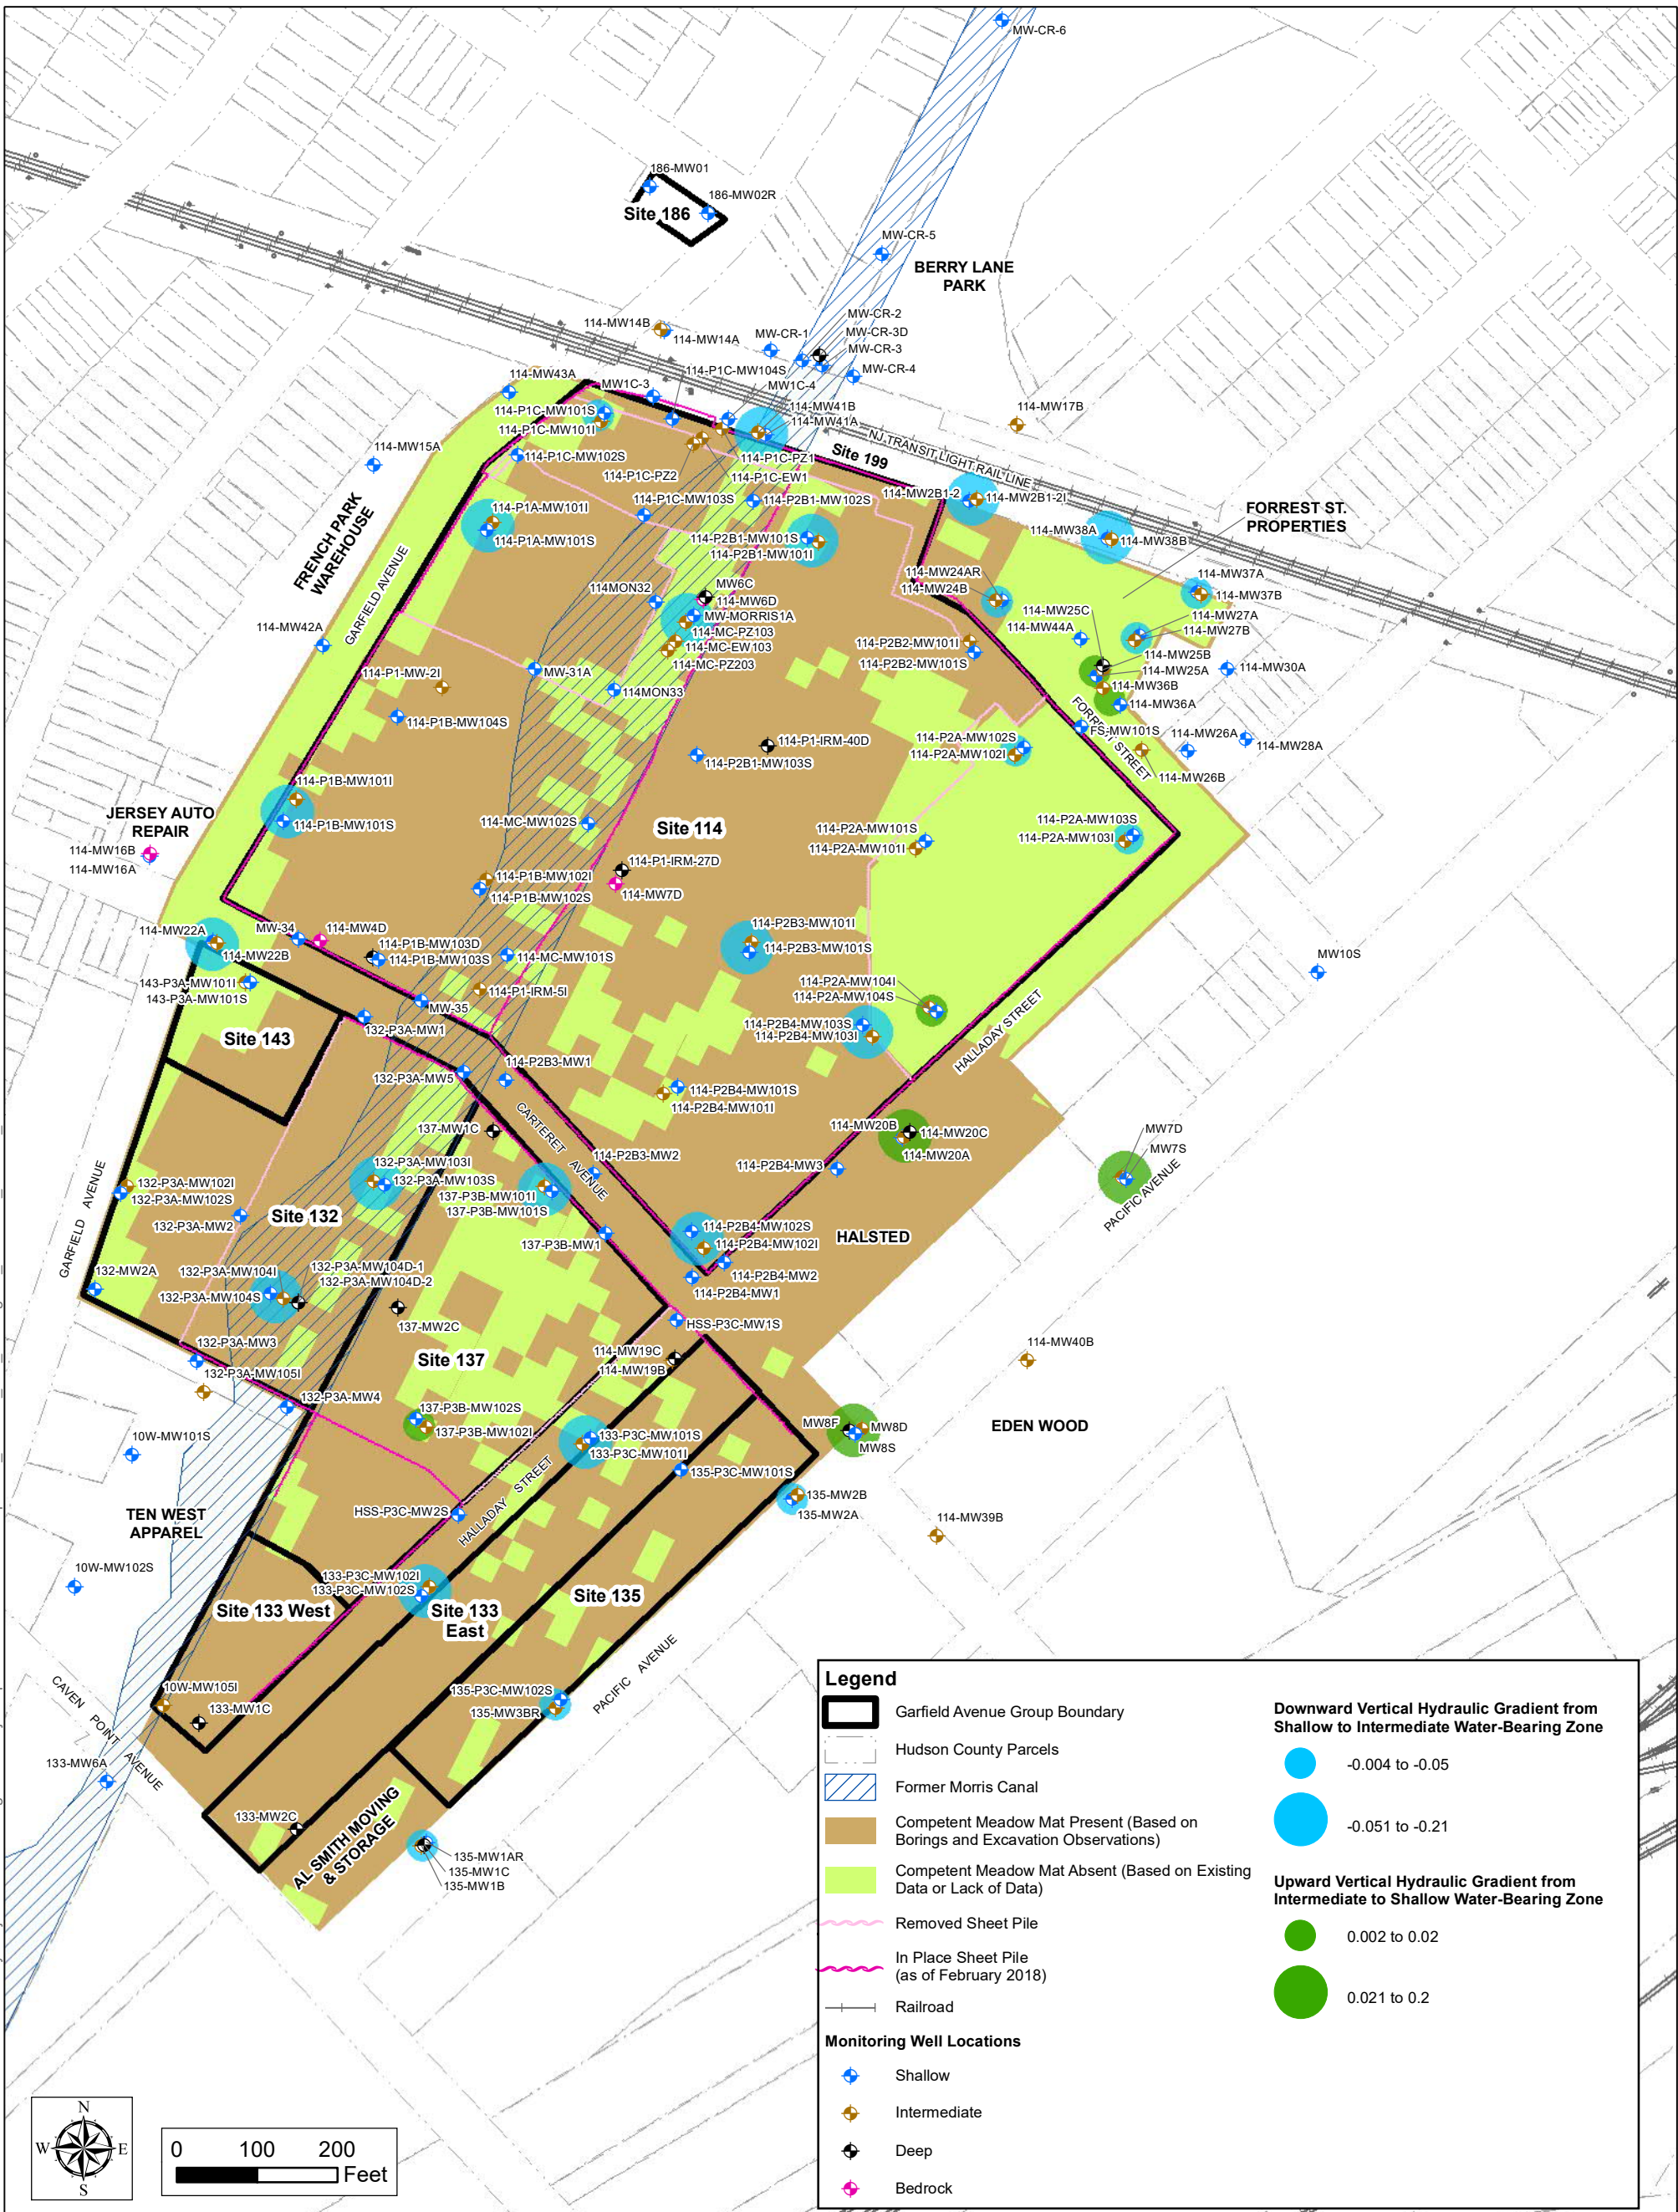 MW-CR-6
186-MW01
186-MW02R
Site 186
MW-CR-5
BERRY LANE
PARK
114-MW14B
114-MW14A
MW-CR-1
MW-CR-2
MW-CR-3D
MW-CR-3
MW-CR-4
114-P1C-MW104S
114-MW43A
MW1C-3
MW1C-4
114-MW41B
114-MW41A
114-P1C-MW101S
114-P1C-MW101I
114-MW17B
NJ TRANSIT LIGHT RAIL LINE
Site 199
114-P1C-MW102S
114-P1C-PZ1
114-P1C-PZ2
114-P1C-EW1
114-MW15A
114-P1C-MW103S
114-P2B1-MW102S
114-MW2B1-2
114-MW2B1-2I
FORREST ST.
PROPERTIES
114-P1A-MW101I
114-P1A-MW101S
114-P2B1-MW101S
114-P2B1-MW101I
114-MW38A
114-MW38B
FRENCH PARK
WAREHOUSE
GARFIELD AVENUE
114-MW24AR
114-MW24B
114-MW37A
114-MW37B
114MON32
MW6C
114-MW6D
MW-MORRIS1A
114-MC-PZ103
114-MC-EW103
114-MC-PZ203
114-MW25C
114-MW44A
114-MW27A
114-MW27B
114-MW42A
114-P2B2-MW101I
114-P2B2-MW101S
114-MW25B
114-MW25A
114-MW36B
114-MW36A
114-MW30A
114-P1-MW-2I
MW-31A
114MON33
114-P1B-MW104S
FORREST STREET
FS-MW101S
114-MW26A
114-MW28A
114-MW26B
114-P1-IRM-40D
114-P2B1-MW103S
114-P2A-MW102S
114-P2A-MW102I
114-P1B-MW101I
114-P1B-MW101S
JERSEY AUTO
REPAIR
114-MW16B
114-MW16A
114-MC-MW102S
Site 114
114-P2A-MW101S
114-P2A-MW101I
114-P2A-MW103S
114-P2A-MW103I
114-P1B-MW102I
114-P1B-MW102S
114-P1-IRM-27D
114-MW7D
114-MW22A
114-MW22B
MW-34
114-MW4D
114-P1B-MW103D
114-P1B-MW103S
114-MC-MW101S
114-P2B3-MW101I
114-P2B3-MW101S
MW10S
143-P3A-MW101I
143-P3A-MW101S
114-P1-IRM-5I
MW-35
114-P2A-MW104I
114-P2A-MW104S
Site 143
132-P3A-MW1
114-P2B4-MW103S
114-P2B4-MW103I
HALLADAY STREET
132-P3A-MW5
114-P2B3-MW1
114-P2B4-MW101S
114-P2B4-MW101I
CARTERET AVENUE
137-MW1C
114-MW20B
114-MW20C
114-MW20A
MW7D
MW7S
PACIFIC AVENUE
132-P3A-MW103I
132-P3A-MW103S
114-P2B3-MW2
114-P2B4-MW3
132-P3A-MW102I
132-P3A-MW102S
132-P3A-MW2
Site 132
137-P3B-MW101I
137-P3B-MW101S
137-P3B-MW1
114-P2B4-MW102S
114-P2B4-MW102I
HALSTED
GARFIELD AVENUE
132-MW2A
132-P3A-MW104I
132-P3A-MW104S
132-P3A-MW104D-1
132-P3A-MW104D-2
137-MW2C
114-P2B4-MW2
114-P2B4-MW1
HSS-P3C-MW1S
132-P3A-MW3
132-P3A-MW105I
Site 137
114-MW19C
114-MW19B
114-MW40B
132-P3A-MW4
137-P3B-MW102S
137-P3B-MW102I
133-P3C-MW101S
133-P3C-MW101I
MW8F
MW8D
MW8S
EDEN WOOD
10W-MW101S
135-P3C-MW101S
HALLADAY STREET
135-MW2B
135-MW2A
TEN WEST
APPAREL
HSS-P3C-MW2S
114-MW39B
10W-MW102S
133-P3C-MW102I
133-P3C-MW102S
Site 135
Site 133 West
Site 133
East
PACIFIC AVENUE
10W-MW105I
133-MW1C
135-P3C-MW102S
135-MW3BR
CAVEN POINT AVENUE
133-MW6A
133-MW2C
AL SMITH MOVING
& STORAGE
135-MW1AR
135-MW1C
135-MW1B
Legend
Garfield Avenue Group Boundary
Hudson County Parcels
Former Morris Canal
Competent Meadow Mat Present (Based on
Borings and Excavation Observations)
Competent Meadow Mat Absent (Based on Existing
Data or Lack of Data)
Removed Sheet Pile
In Place Sheet Pile
(as of February 2018)
Railroad
Monitoring Well Locations
Shallow
Intermediate
Deep
Bedrock
Downward Vertical Hydraulic Gradient from
Shallow to Intermediate Water-Bearing Zone
-0.004 to -0.05
-0.051 to -0.21
Upward Vertical Hydraulic Gradient from
Intermediate to Shallow Water-Bearing Zone
0.002 to 0.02
0.021 to 0.2
N
W E
S
0 100 200
Feet